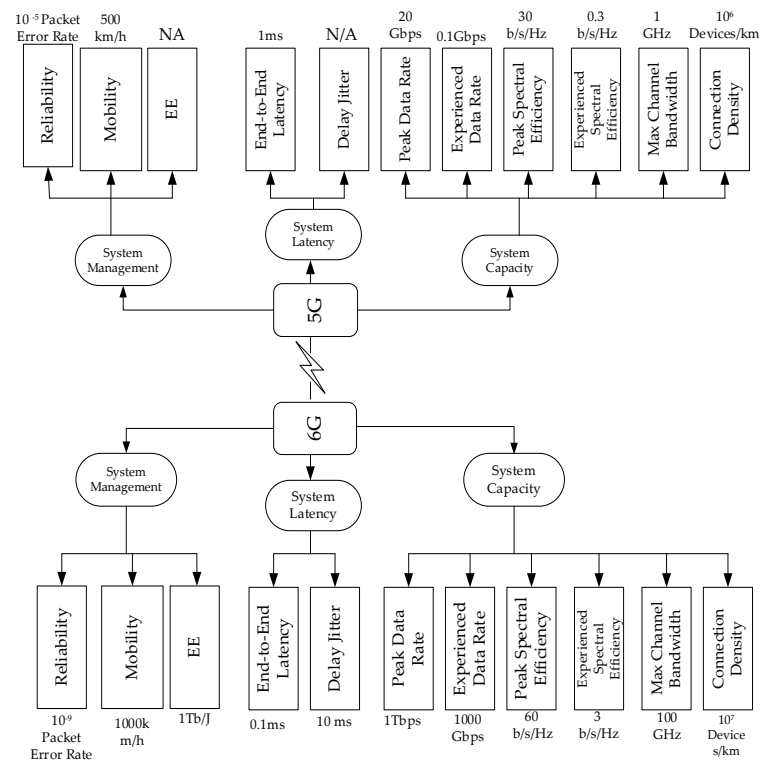 10 -5 Packet
Error Rate
500
km/h
NA
1ms
N/A
20
Gbps
0.1Gbps
30
b/s/Hz
0.3
b/s/Hz
1
GHz
10⁶
Devices/km
Reliability
Mobility
EE
End-to-End
Latency
Delay Jitter
Peak Data Rate
Experienced
Data Rate
Peak Spectral
Efficiency
Experienced
Spectral
Efficiency
Max Channel
Bandwidth
Connection
Density
System
Management
System
Latency
System
Capacity
5G
6G
System
Management
System
Latency
System
Capacity
Reliability
Mobility
EE
End-to-End
Latency
Delay Jitter
Peak Data
Rate
Experienced
Data Rate
Peak Spectral
Efficiency
Experienced
Spectral
Efficiency
Max Channel
Bandwidth
Connection
Density
10-9
Packet
Error Rate
1000k
m/h
1Tb/J
0.1ms
10 ms
1Tbps
1000
Gbps
60
b/s/Hz
3
b/s/Hz
100
GHz
10⁷
Device
s/km